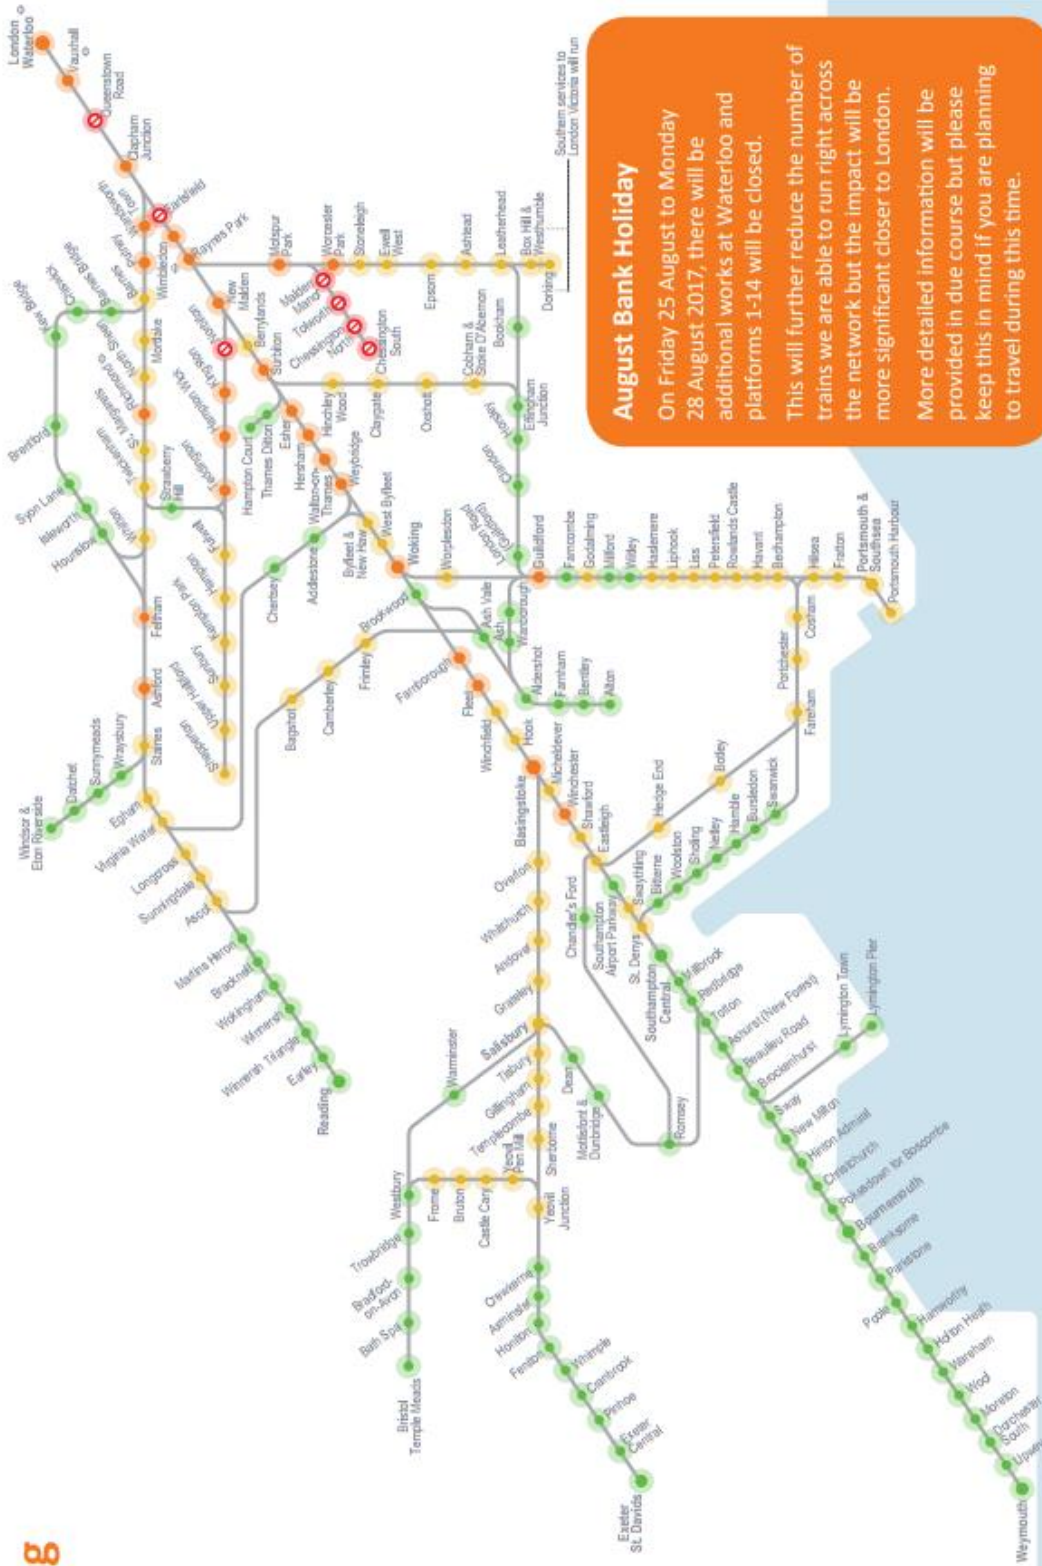 g
London
Waterloo
Vauxhall
Queenstown
Road
Clapham
Junction
Wandsworth
Town
Putney
Barnes
Barnes Bridge
Chiswick
Kew Bridge
Brentford
Syon Lane
Isleworth
Hounslow
Mortlake
North Sheen
Richmond
St. Margarets
Twickenham
Strawberry
Hill
Whitton
Feltham
Ashford
Staines
Wraysbury
Sunnymeads
Datchet
Windsor &
Eton Riverside
Egham
Virginia Water
Longcross
Sunningdale
Ascot
Martins Heron
Bracknell
Wokingham
Winnersh
Winnersh Triangle
Earley
Reading
Earlsfield
Wimbledon
Raynes Park
New
Malden
Norbiton
Kingston
Hampton Wick
Teddington
Fulwell
Hampton
Kempton Park
Sunbury
Upper Halliford
Shepperton
Berrylands
Surbiton
Thames Ditton
Hampton Court
Esher
Hersham
Walton-on-
Thames
Weybridge
Addlestone
Chertsey
Byfleet &
New Haw
West Byfleet
Woking
Motspur
Park
Malden
Manor
Tolworth
Chessington
North
Chessington
South
Worcester
Park
Stoneleigh
Ewell
West
Epsom
Ashtead
Leatherhead
Box Hill &
Westhumble
Dorking
Southern services to
London Victoria will run
Hinchley
Wood
Claygate
Oxshott
Cobham &
Stoke D'Abernon
Bookham
Effingham
Junction
Horsley
Clandon
London Road
(Guildford)
Guildford
Worplesdon
Brookwood
Frimley
Camberley
Bagshot
Ash Vale
Ash
Wanborough
Aldershot
Farnham
Bentley
Alton
Farncombe
Godalming
Milford
Witley
Haslemere
Liphook
Liss
Petersfield
Rowlands Castle
Havant
Bedhampton
Hilsea
Fratton
Portsmouth &
Southsea
Portsmouth Harbour
Cosham
Portchester
Fareham
Farnborough
Fleet
Winchfield
Hook
Basingstoke
Micheldever
Winchester
Shawford
Eastleigh
Hedge End
Botley
Chandler's Ford
Southampton
Airport Parkway
Swaythling
St. Denys
Bitterne
Woolston
Sholing
Netley
Hamble
Bursledon
Swanwick
Southampton
Central
Millbrook
Redbridge
Totton
Ashurst (New Forest)
Beaulieu Road
Brockenhurst
Lymington Town
Lymington Pier
Sway
New Milton
Hinton Admiral
Christchurch
Pokesdown for Boscombe
Bournemouth
Branksome
Parkstone
Poole
Hamworthy
Holton Heath
Wareham
Wool
Moreton
Dorchester
South
Upwey
Weymouth
Overton
Whitchurch
Andover
Grateley
Salisbury
Dean
Mottisfont &
Dunbridge
Romsey
Warminster
Westbury
Trowbridge
Bradford-
on-Avon
Bath Spa
Bristol
Temple Meads
Frome
Bruton
Castle Cary
Yeovil
Pen Mill
Tisbury
Gillingham
Templecombe
Sherborne
Yeovil
Junction
Crewkerne
Axminster
Honiton
Feniton
Whimple
Cranbrook
Pinhoe
Exeter
Central
Exeter
St. Davids
August Bank Holiday
On Friday 25 August to Monday
28 August 2017, there will be
additional works at Waterloo and
platforms 1-14 will be closed.
This will further reduce the number of
trains we are able to run right across
the network but the impact will be
more significant closer to London.
More detailed information will be
provided in due course but please
keep this in mind if you are planning
to travel during this time.